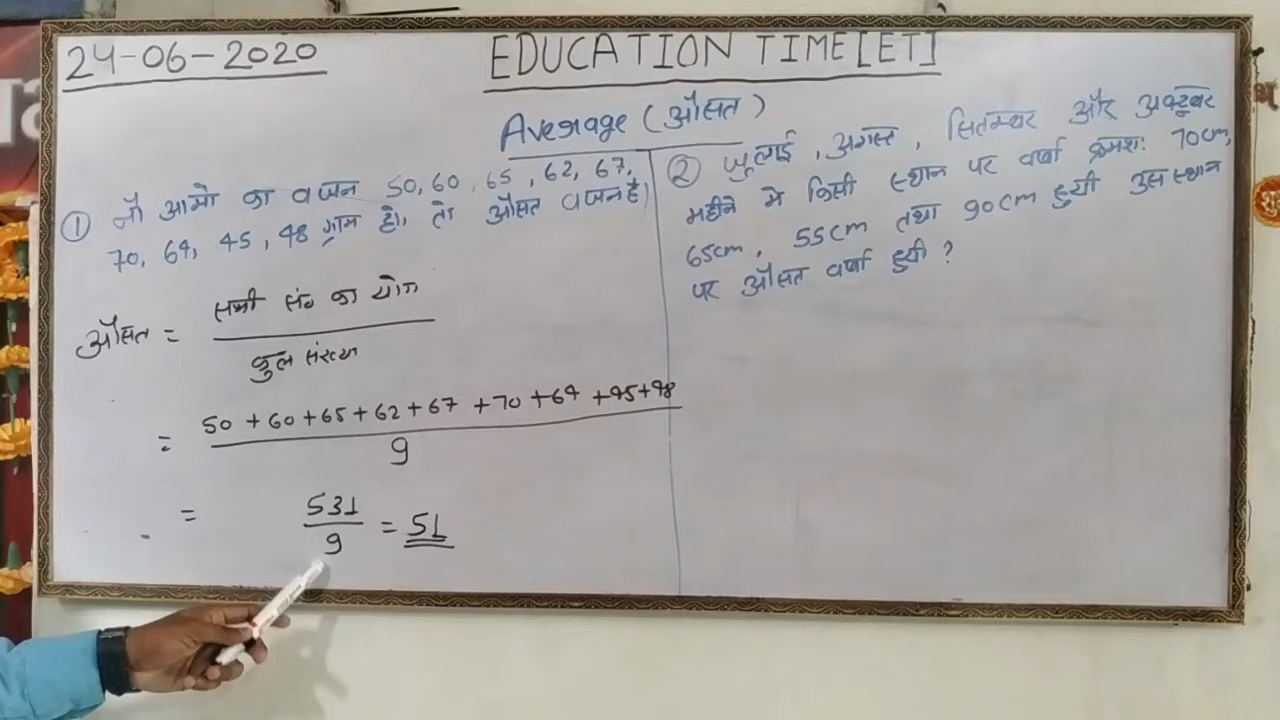 24-06-2020
EDUCATION TIME[ET]
Average (औसत)
① नौ आमो का वजन 50, 60, 65, 62, 67,
70, 64, 45, 48 ग्राम हो, तो औसत वजन है।
औसत = सभी सं० का योग
कुल संख्या
= 50 + 60 + 65 + 62 + 67 + 70 + 64 + 45 + 48
9
= 531
9
= 51
② जुलाई, अगस्त, सितम्बर और अक्टूबर
महीने मे किसी स्थान पर वर्षा क्रमशः 70cm,
65cm, 55cm तथा 90cm हुयी उस स्थान
पर औसत वर्षा हुयी ?